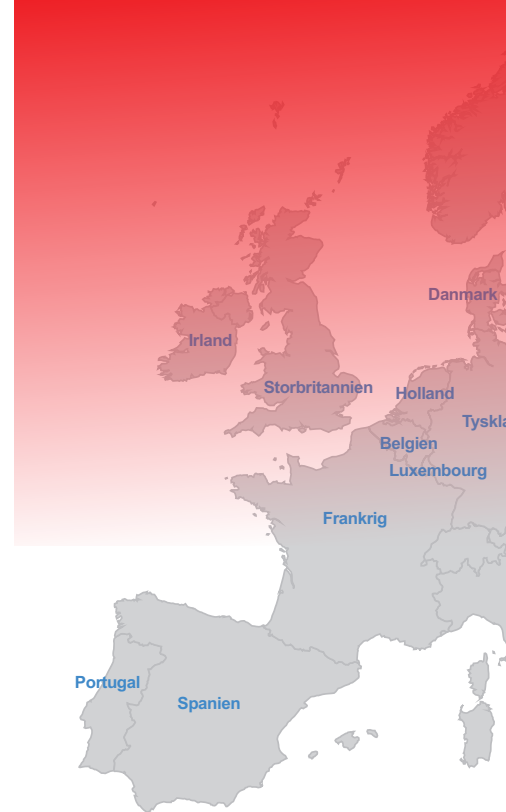 Danmark
Irland
Storbritannien
Holland
Tyskla
Belgien
Luxembourg
Frankrig
Portugal
Spanien